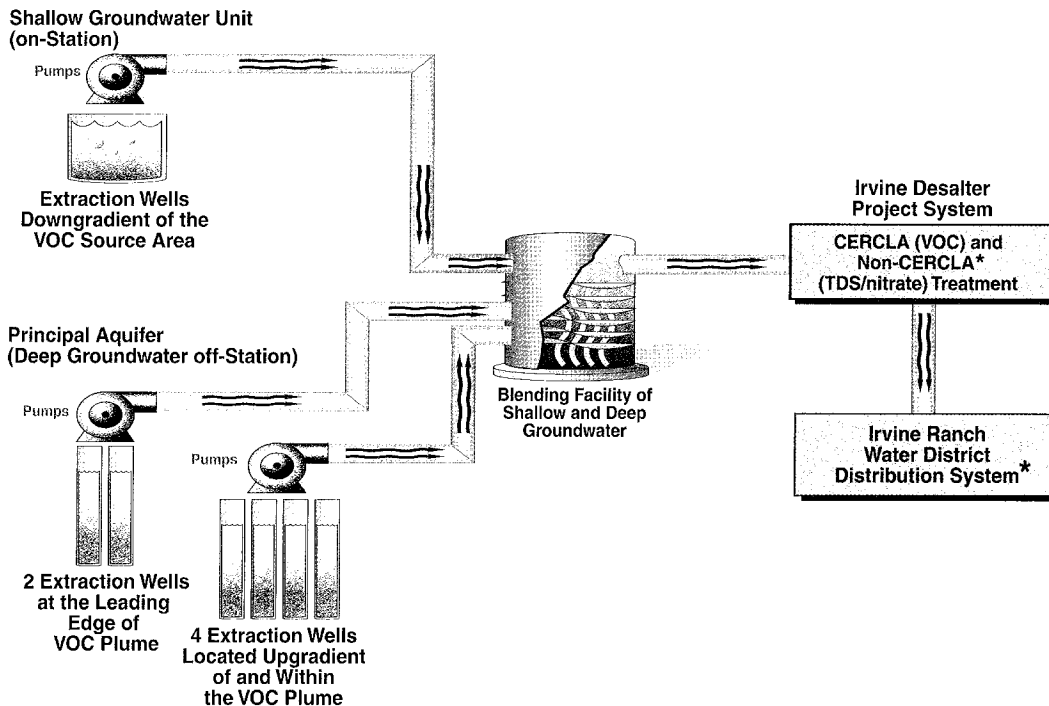 Shallow Groundwater Unit
(on-Station)
Pumps
Extraction Wells
Downgradient of the
VOC Source Area
Principal Aquifer
(Deep Groundwater off-Station)
Pumps
2 Extraction Wells
at the Leading
Edge of
VOC Plume
Pumps
4 Extraction Wells
Located Upgradient
of and Within
the VOC Plume
Blending Facility of
Shallow and Deep
Groundwater
Irvine Desalter
Project System
CERCLA (VOC) and
Non-CERCLA*
(TDS/nitrate) Treatment
Irvine Ranch
Water District
Distribution System*